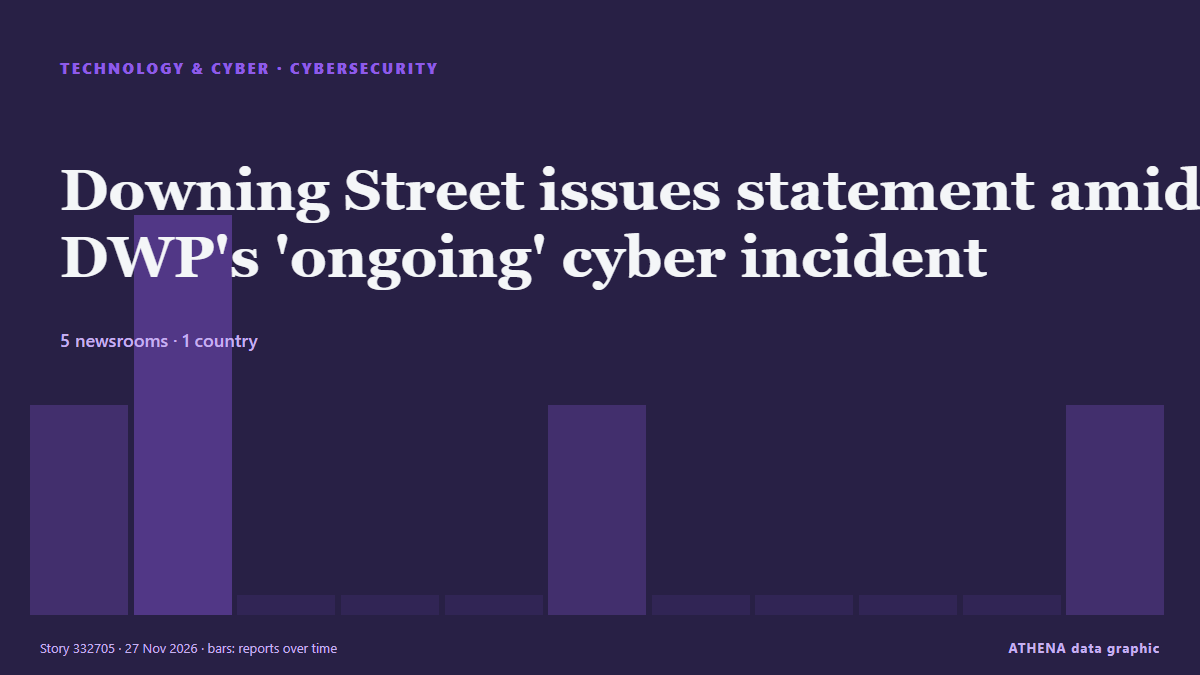 TECHNOLOGY & CYBER · CYBERSECURITY
Downing Street issues statement amid
DWP's 'ongoing' cyber incident
5 newsrooms · 1 country
Story 332705 · 27 Nov 2026 · bars: reports over time
ATHENA data graphic